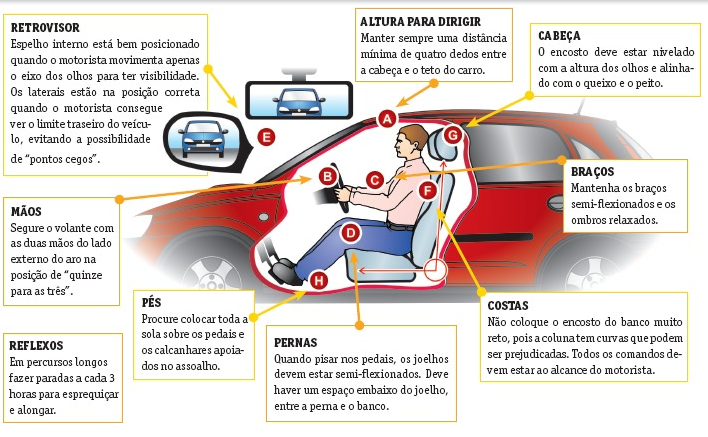 RETROVISOR
Espelho interno está bem posicionado
quando o motorista movimenta apenas
o eixo dos olhos para ter visibilidade.
Os laterais estão na posição correta
quando o motorista consegue
ver o limite traseiro do veícu-
lo, evitando a possibilidade
de “pontos cegos”.
ALTURA PARA DIRIGIR
Manter sempre uma distância
mínima de quatro dedos entre
a cabeça e o teto do carro.
CABEÇA
O encosto deve estar nivelado
com a altura dos olhos e alinha-
do com o queixo e o peito.
A
G
E
B
C
F
D
H
BRAÇOS
Mantenha os braços
semi-flexionados e os
ombros relaxados.
MÃOS
Segure o volante com
as duas mãos do lado
externo do aro na
posição de “quinze
para as três”.
PÉS
Procure colocar toda a
sola sobre os pedais e
os calcanhares apoia-
dos no assoalho.
COSTAS
Não coloque o encosto do banco muito
reto, pois a coluna tem curvas que podem
ser prejudicadas. Todos os comandos de-
vem estar ao alcance do motorista.
REFLEXOS
Em percursos longos
fazer paradas a cada 3
horas para esprequiçar
e alongar.
PERNAS
Quando pisar nos pedais, os joelhos
devem estar semi-flexionados. Deve
haver um espaço embaixo do joelho,
entre a perna e o banco.